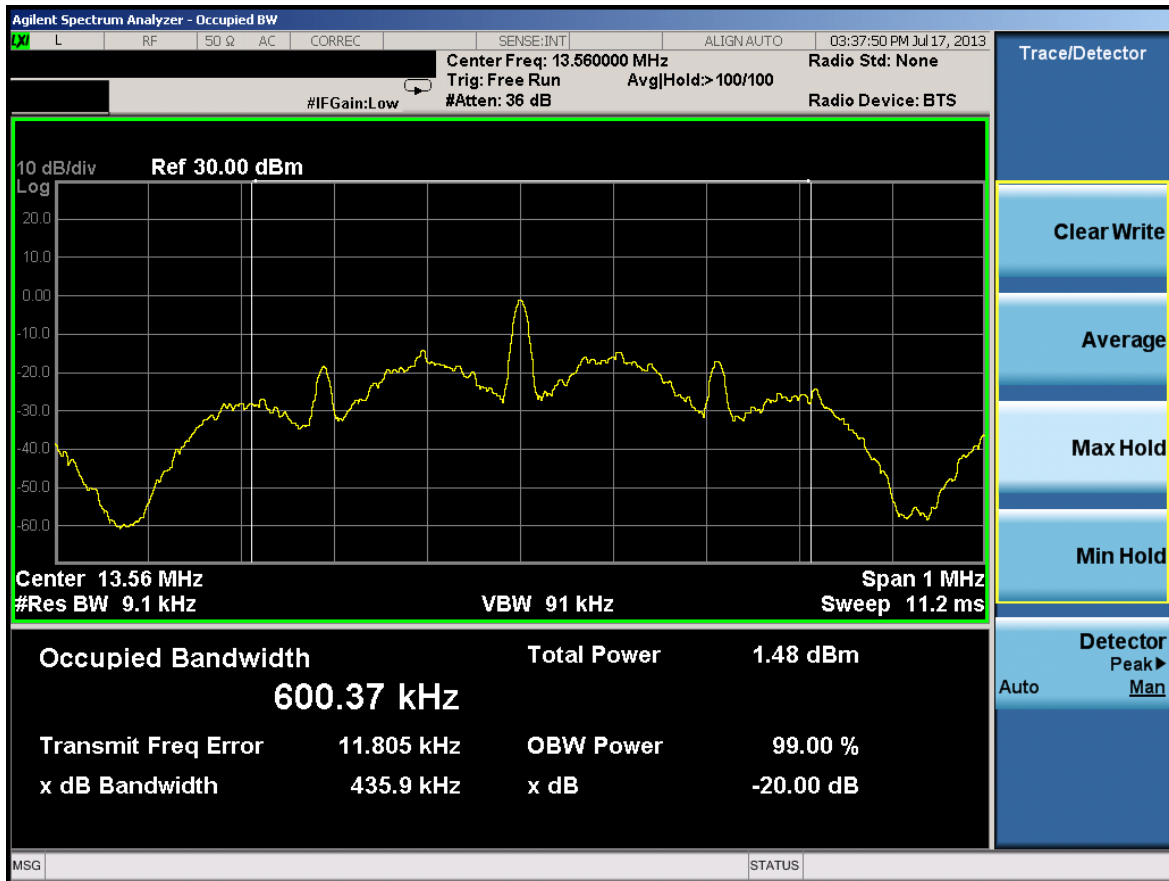 Agilent Spectrum Analyzer - Occupied BW
LXI L RF 50 Ω AC CORREC SENSE:INT ALIGN AUTO 03:37:50 PM Jul 17, 2013
Center Freq: 13.560000 MHz Radio Std: None
Trig: Free Run Avg|Hold:>100/100
#IFGain:Low #Atten: 36 dB Radio Device: BTS
10 dB/div Ref 30.00 dBm
Log
20.0
10.0
0.00
-10.0
-20.0
-30.0
-40.0
-50.0
-60.0
Center 13.56 MHz Span 1 MHz
#Res BW 9.1 kHz VBW 91 kHz Sweep 11.2 ms
Occupied Bandwidth Total Power 1.48 dBm
600.37 kHz
Transmit Freq Error 11.805 kHz OBW Power 99.00 %
x dB Bandwidth 435.9 kHz x dB -20.00 dB
MSG STATUS
Trace/Detector
Clear Write
Average
Max Hold
Min Hold
Detector
Peak▶
Auto Man